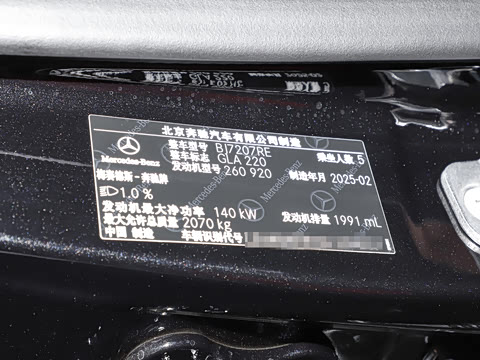 北京奔驰汽车有限公司制造
整车型号 BJ7207RE 乘坐人数 5
整车标志 GLA 220
Mercedes-Benz 发动机型号 260 920
梅赛德斯-奔驰牌 制造年月 2025-02
1.0 %
发动机最大净功率 140 kW 发动机排量 1991 mL
最大允许总质量 2070 kg
中国 制造 车辆识别代号